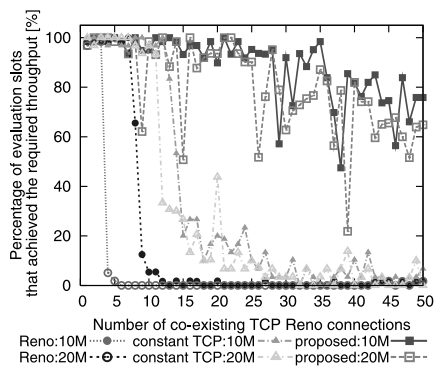 Percentage of evaluation slots
that achieved the required throughput [%]
100
80
60
40
20
0
0 5 10 15 20 25 30 35 40 45 50
Number of co-existing TCP Reno connections
Reno:10M constant TCP:10M proposed:10M
Reno:20M constant TCP:20M proposed:20M